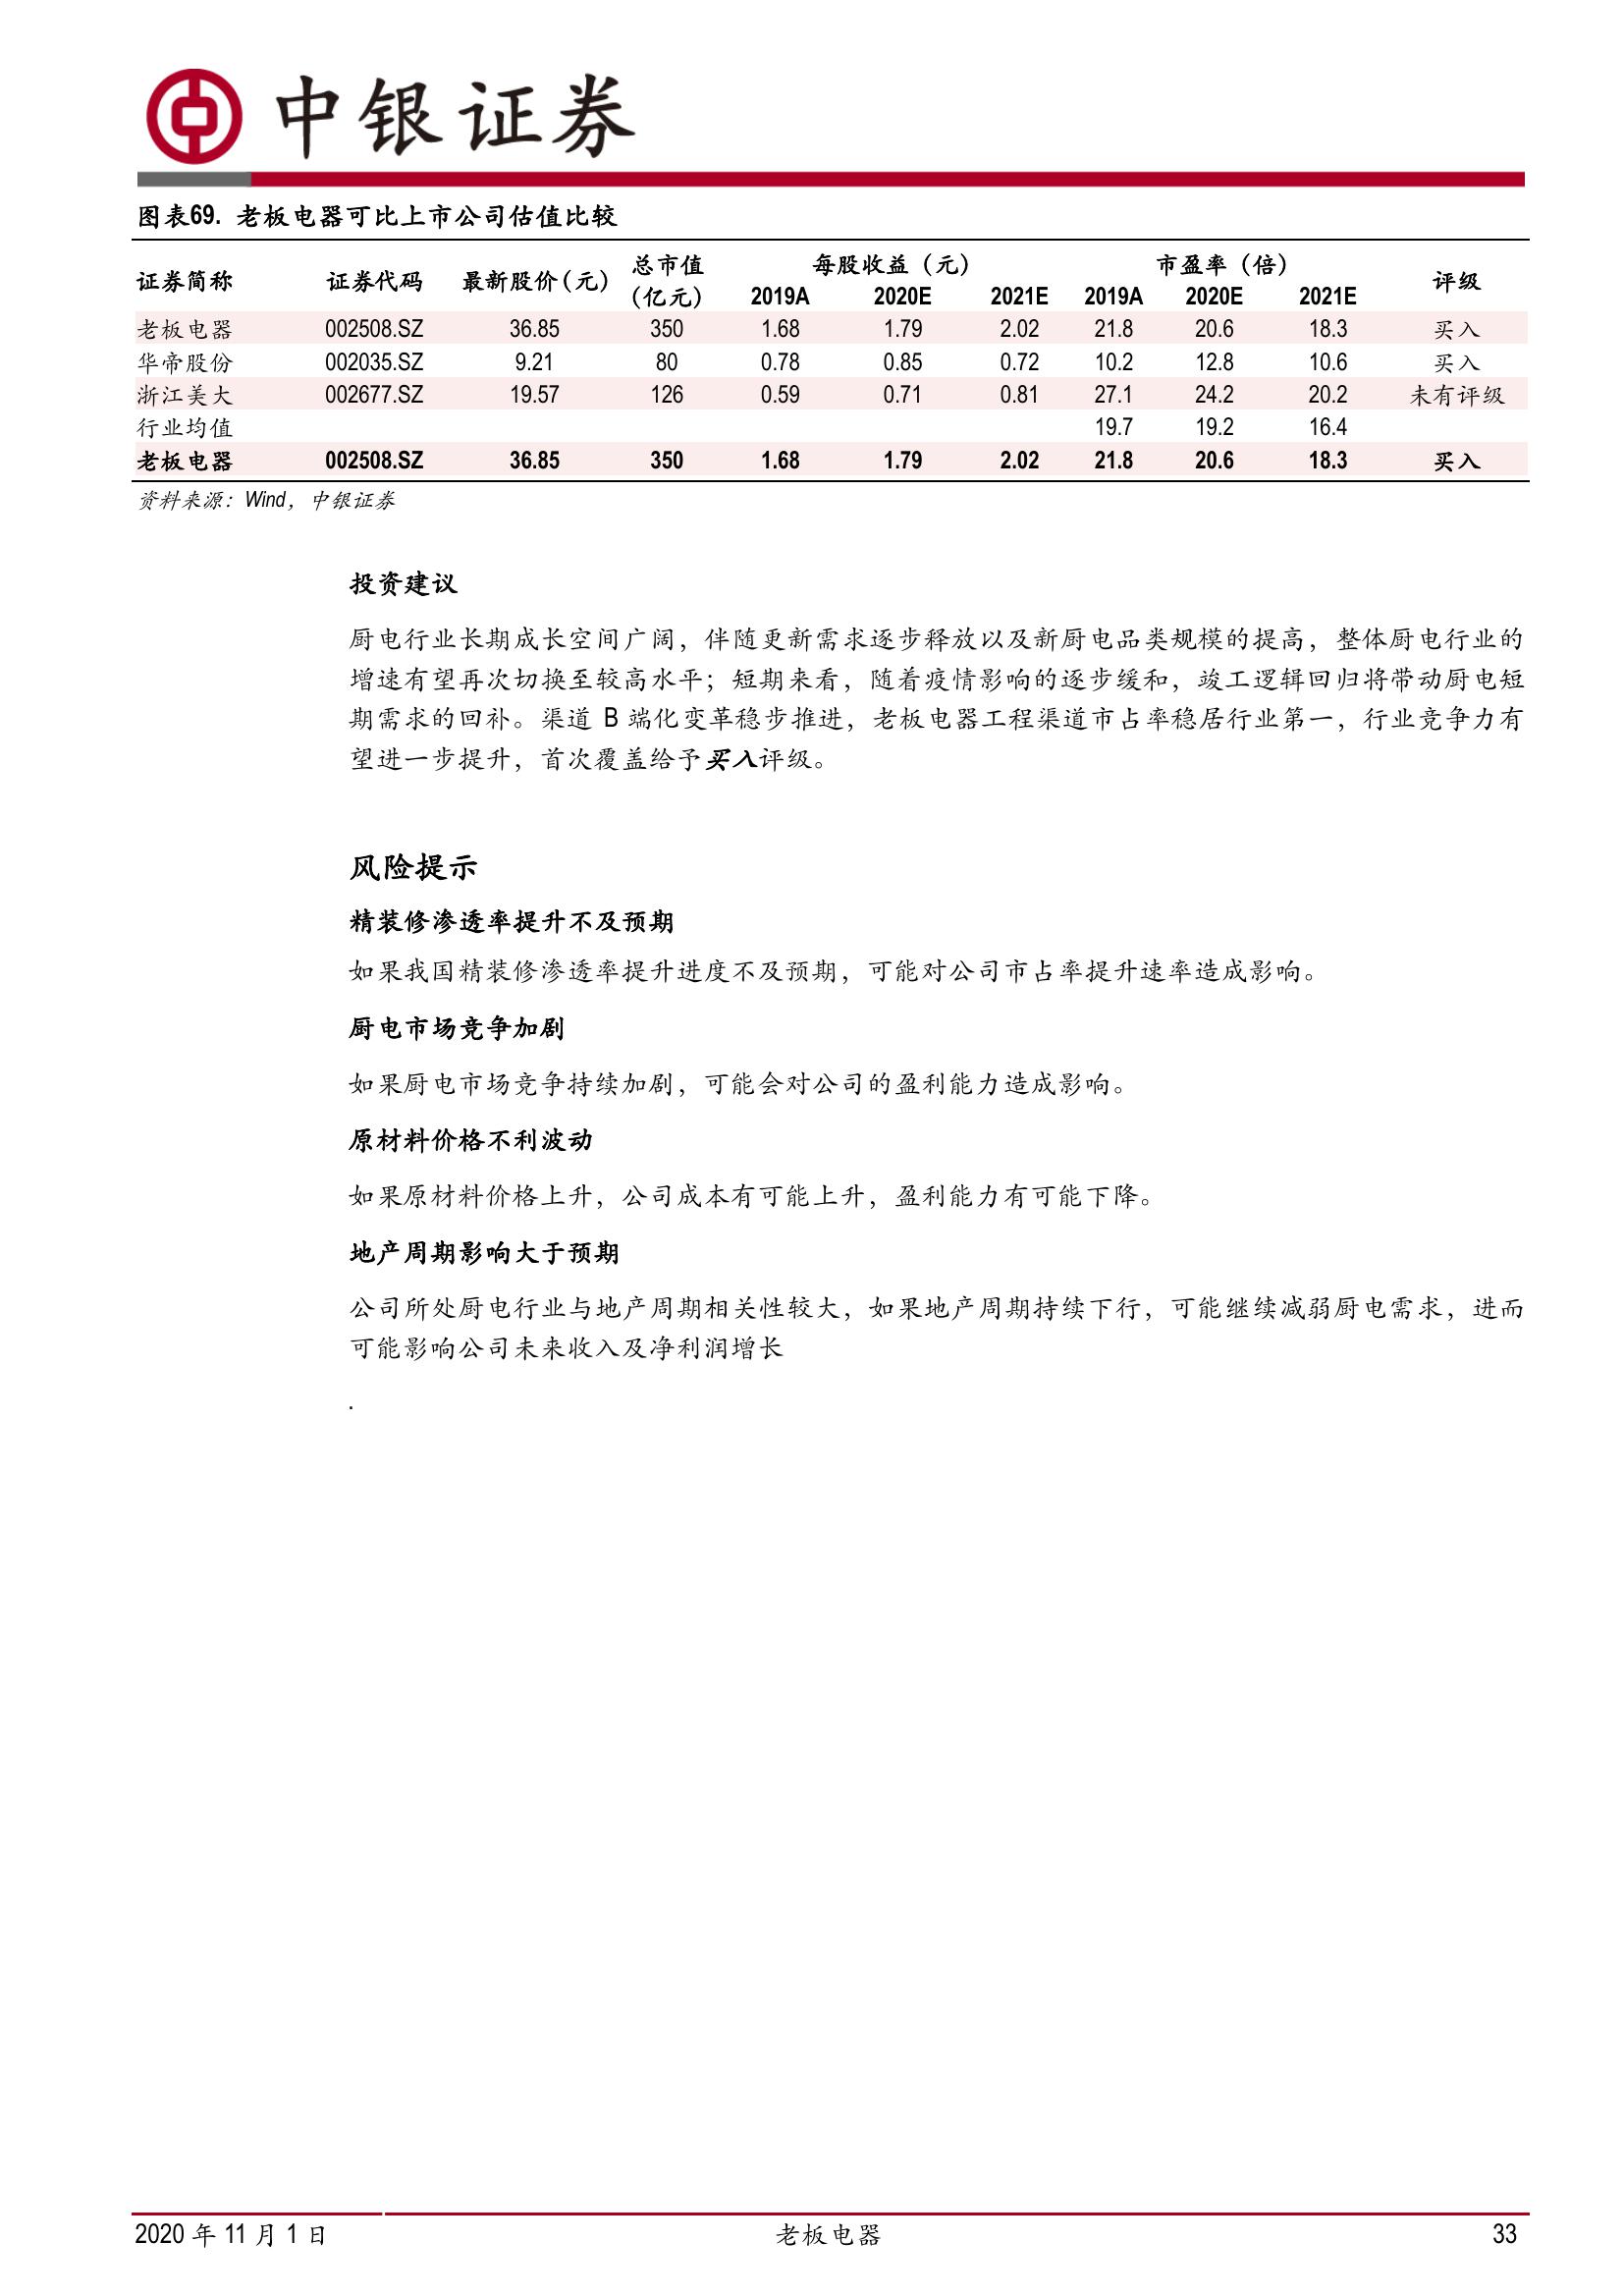 中银证券
图表69. 老板电器可比上市公司估值比较
证券简称 证券代码 最新股价(元) 总市值(亿元) 每股收益（元） 市盈率（倍） 评级
2019A 2020E 2021E 2019A 2020E 2021E
老板电器 002508.SZ 36.85 350 1.68 1.79 2.02 21.8 20.6 18.3 买入
华帝股份 002035.SZ 9.21 80 0.78 0.85 0.72 10.2 12.8 10.6 买入
浙江美大 002677.SZ 19.57 126 0.59 0.71 0.81 27.1 24.2 20.2 未有评级
行业均值 19.7 19.2 16.4
老板电器 002508.SZ 36.85 350 1.68 1.79 2.02 21.8 20.6 18.3 买入
资料来源：Wind，中银证券
投资建议
厨电行业长期成长空间广阔，伴随更新需求逐步释放以及新厨电品类规模的提高，整体厨电行业的
增速有望再次切换至较高水平；短期来看，随着疫情影响的逐步缓和，竣工逻辑回归将带动厨电短
期需求的回补。渠道 B 端化变革稳步推进，老板电器工程渠道市占率稳居行业第一，行业竞争力有
望进一步提升，首次覆盖给予买入评级。
风险提示
精装修渗透率提升不及预期
如果我国精装修渗透率提升进度不及预期，可能对公司市占率提升速率造成影响。
厨电市场竞争加剧
如果厨电市场竞争持续加剧，可能会对公司的盈利能力造成影响。
原材料价格不利波动
如果原材料价格上升，公司成本有可能上升，盈利能力有可能下降。
地产周期影响大于预期
公司所处厨电行业与地产周期相关性较大，如果地产周期持续下行，可能继续减弱厨电需求，进而
可能影响公司未来收入及净利润增长
.
2020 年 11 月 1 日 老板电器 33